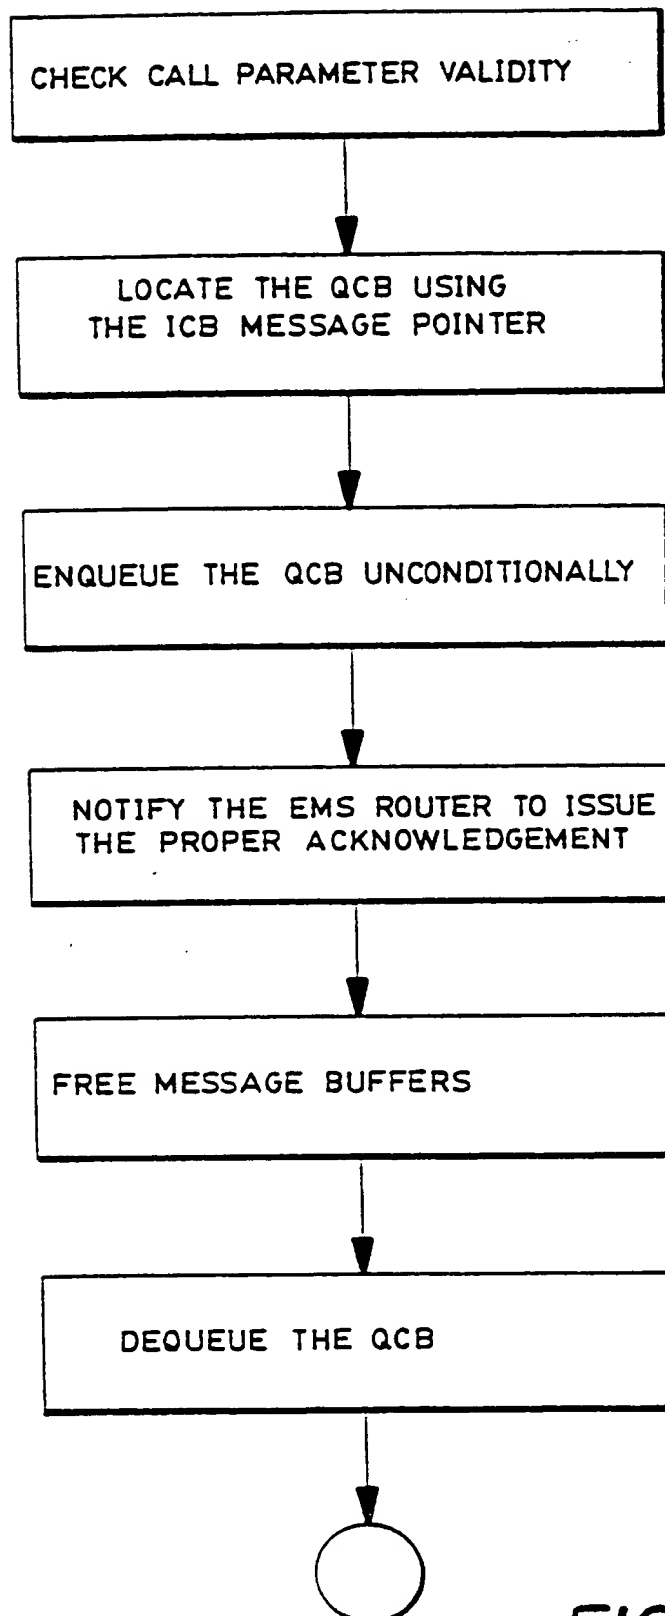 CHECK CALL PARAMETER VALIDITY
LOCATE THE QCB USING
THE ICB MESSAGE POINTER
ENQUEUE THE QCB UNCONDITIONALLY
NOTIFY THE EMS ROUTER TO ISSUE
THE PROPER ACKNOWLEDGEMENT
FREE MESSAGE BUFFERS
DEQUEUE THE QCB